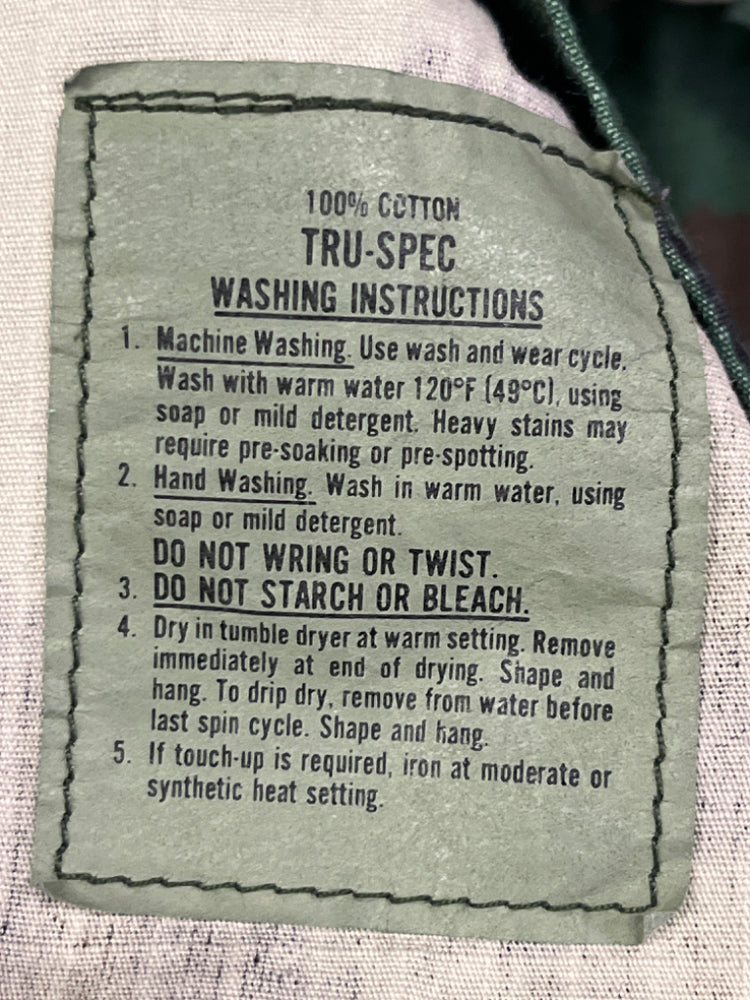 100% COTTON
TRU-SPEC
WASHING INSTRUCTIONS
1. Machine Washing. Use wash and wear cycle.
Wash with warm water 120°F (49°C), using
soap or mild detergent. Heavy stains may
require pre-soaking or pre-spotting.
2. Hand Washing. Wash in warm water, using
soap or mild detergent.
DO NOT WRING OR TWIST.
3. DO NOT STARCH OR BLEACH.
4. Dry in tumble dryer at warm setting. Remove
immediately at end of drying. Shape and
hang. To drip dry, remove from water before
last spin cycle. Shape and hang.
5. If touch-up is required, iron at moderate or
synthetic heat setting.